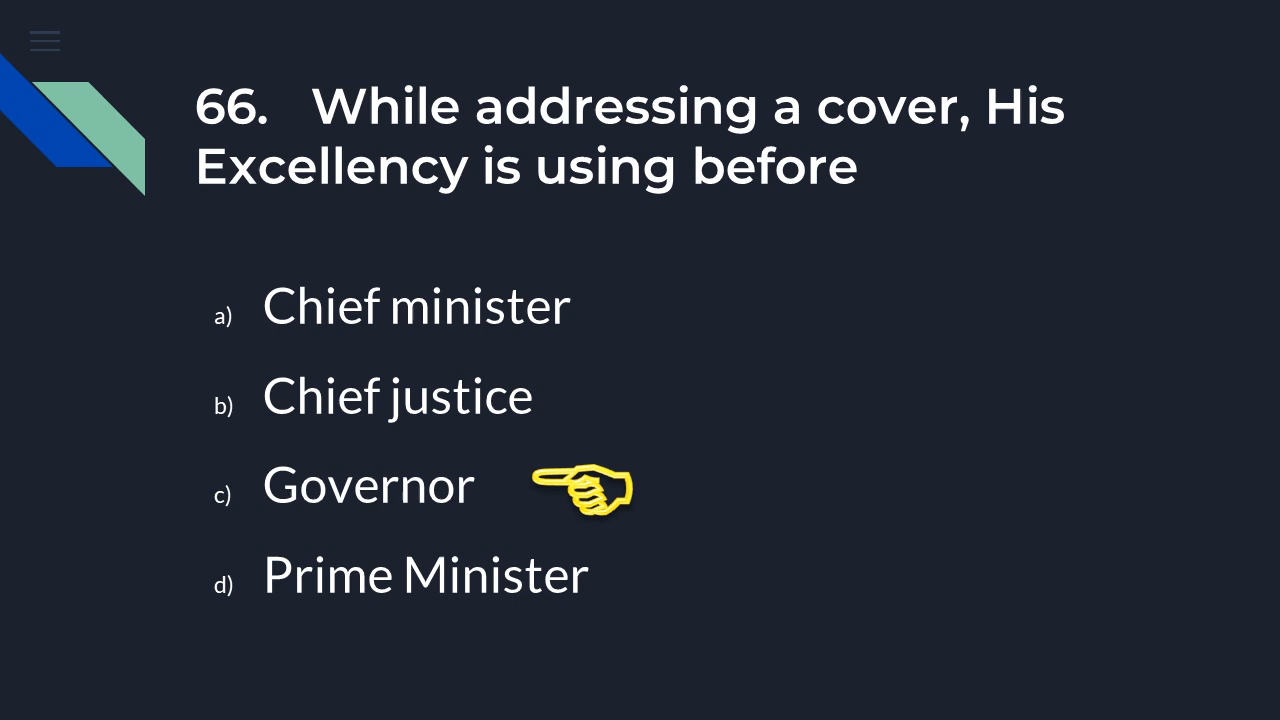 66. While addressing a cover, His
Excellency is using before
a) Chief minister
b) Chief justice
c) Governor
d) Prime Minister